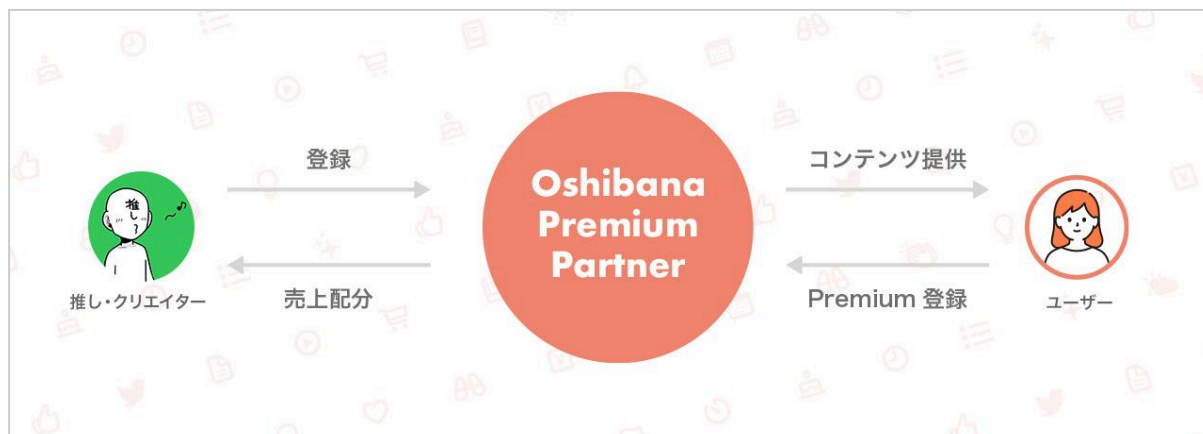 登録
コンテンツ提供
Oshibana
Premium
Partner
推し〜
推し・クリエイター
売上配分
Premium 登録
ユーザー